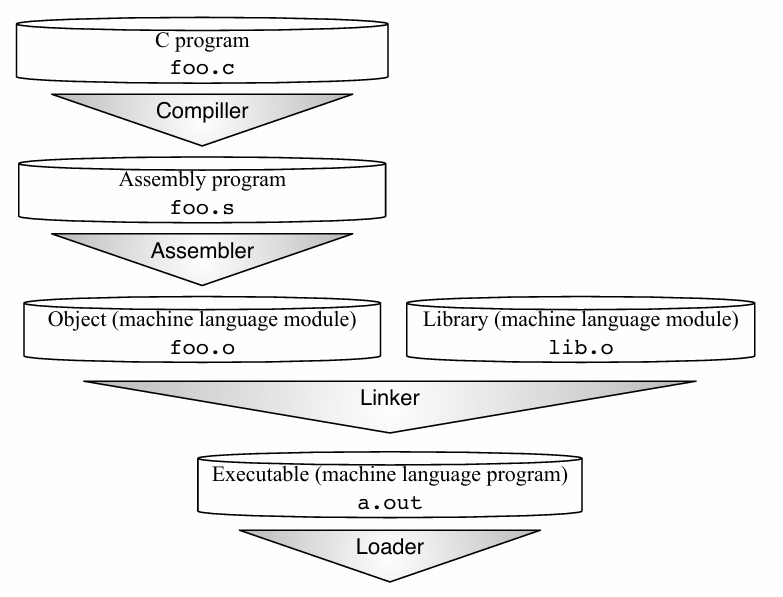 C program
foo.c
Compiller
Assembly program
foo.s
Assembler
Object (machine language module)
foo.o
Library (machine language module)
lib.o
Linker
Executable (machine language program)
a.out
Loader